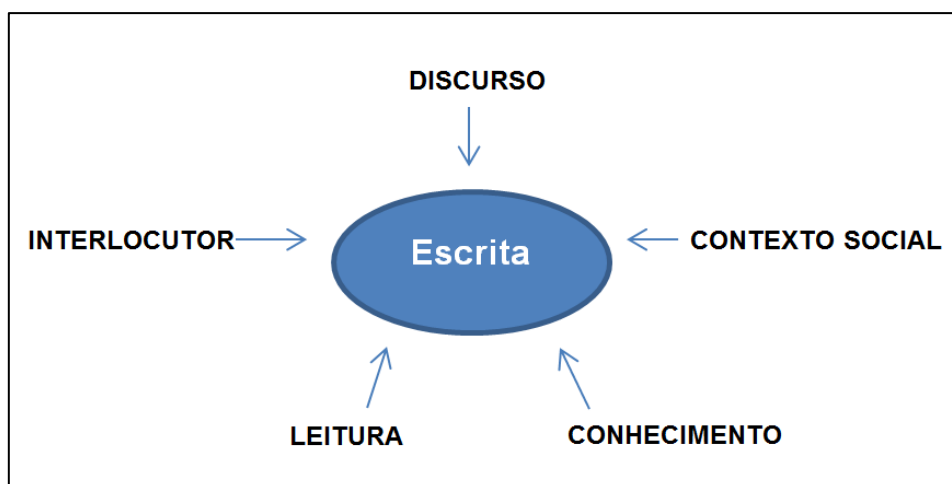 DISCURSO
INTERLOCUTOR
Escrita
CONTEXTO SOCIAL
LEITURA
CONHECIMENTO